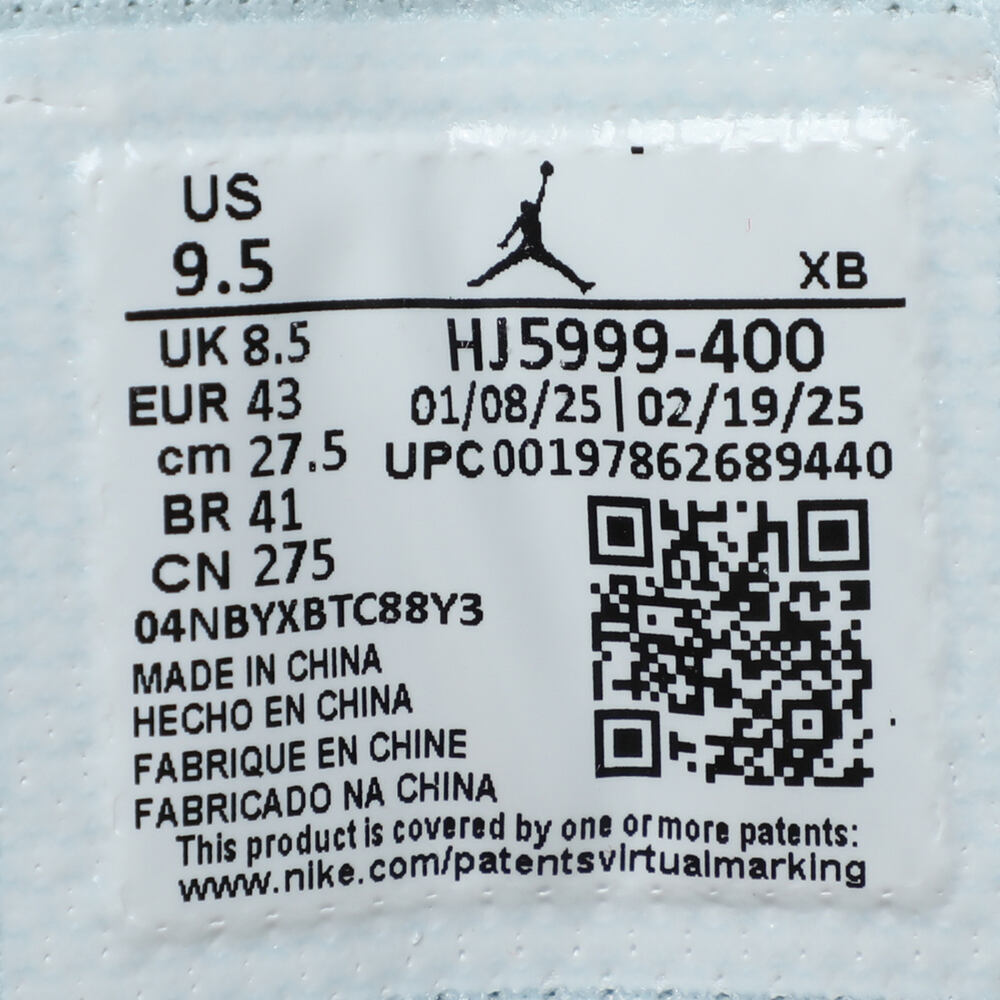 US
9.5
XB
UK 8.5
HJ5999-400
EUR 43
01/08/25 | 02/19/25
cm 27.5
UPC00197862689440
BR 41
CN 275
04NBYXBTC88Y3
MADE IN CHINA
HECHO EN CHINA
FABRIQUE EN CHINE
FABRICADO NA CHINA
This product is covered by one or more patents:
www.nike.com/patentsvirtualmarking